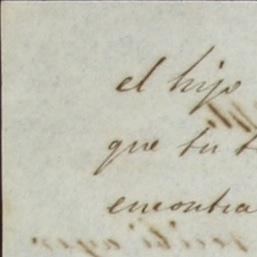 el hijo
que tu t
encontra